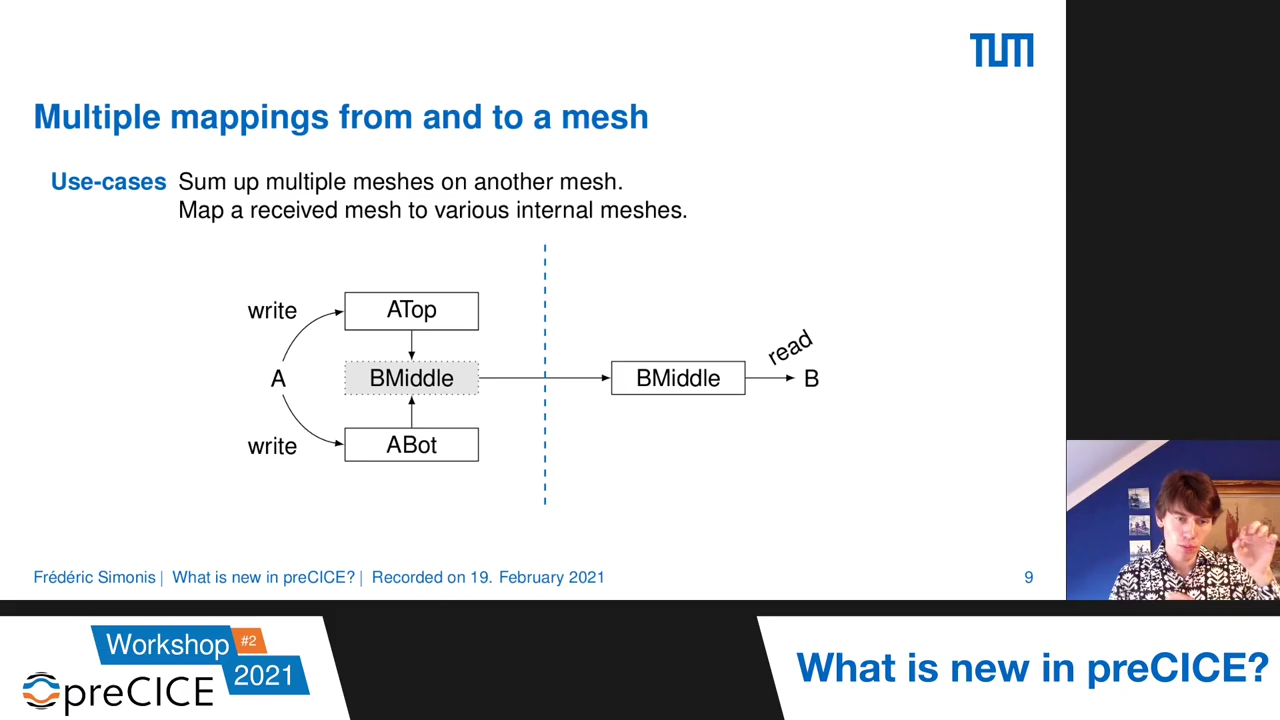 TUM
Multiple mappings from and to a mesh
Use-cases Sum up multiple meshes on another mesh.
Map a received mesh to various internal meshes.
write
ATop
A
BMiddle
BMiddle
read
B
write
ABot
Frédéric Simonis | What is new in preCICE? | Recorded on 19. February 2021
9
Workshop #2
2021
preCICE
What is new in preCICE?